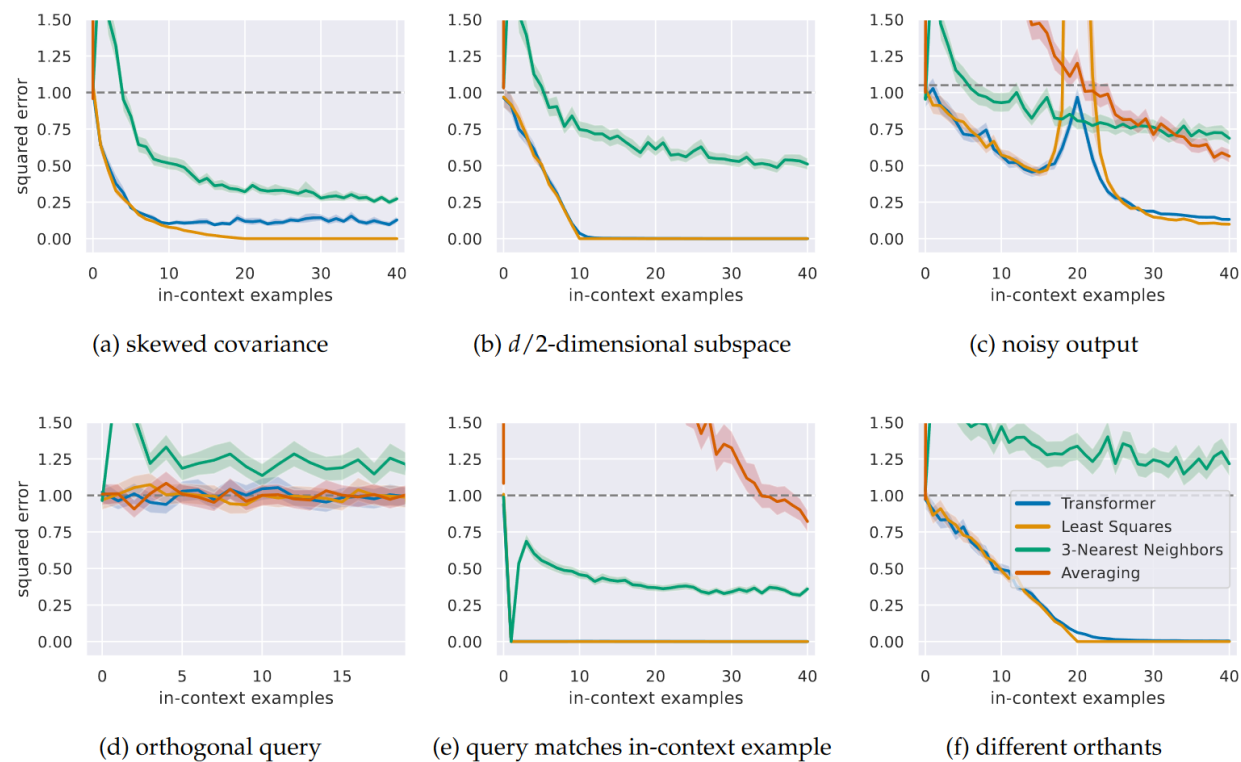 1.50 1.50 1.50
1.25 1.25 1.25
1.00 1.00 1.00
0.75 0.75 0.75
0.50 0.50 0.50
0.25 0.25 0.25
0.00 0.00 0.00
squared error
0 10 20 30 40 0 10 20 30 40 0 10 20 30 40
in-context examples in-context examples in-context examples
(a) skewed covariance (b) d/2-dimensional subspace (c) noisy output
1.50 1.50 1.50
1.25 1.25 1.25
1.00 1.00 1.00
0.75 0.75 0.75
0.50 0.50 0.50
0.25 0.25 0.25
0.00 0.00 0.00
squared error
Transformer
Least Squares
3-Nearest Neighbors
Averaging
0 5 10 15 0 10 20 30 40 0 10 20 30 40
in-context examples in-context examples in-context examples
(d) orthogonal query (e) query matches in-context example (f) different orthants